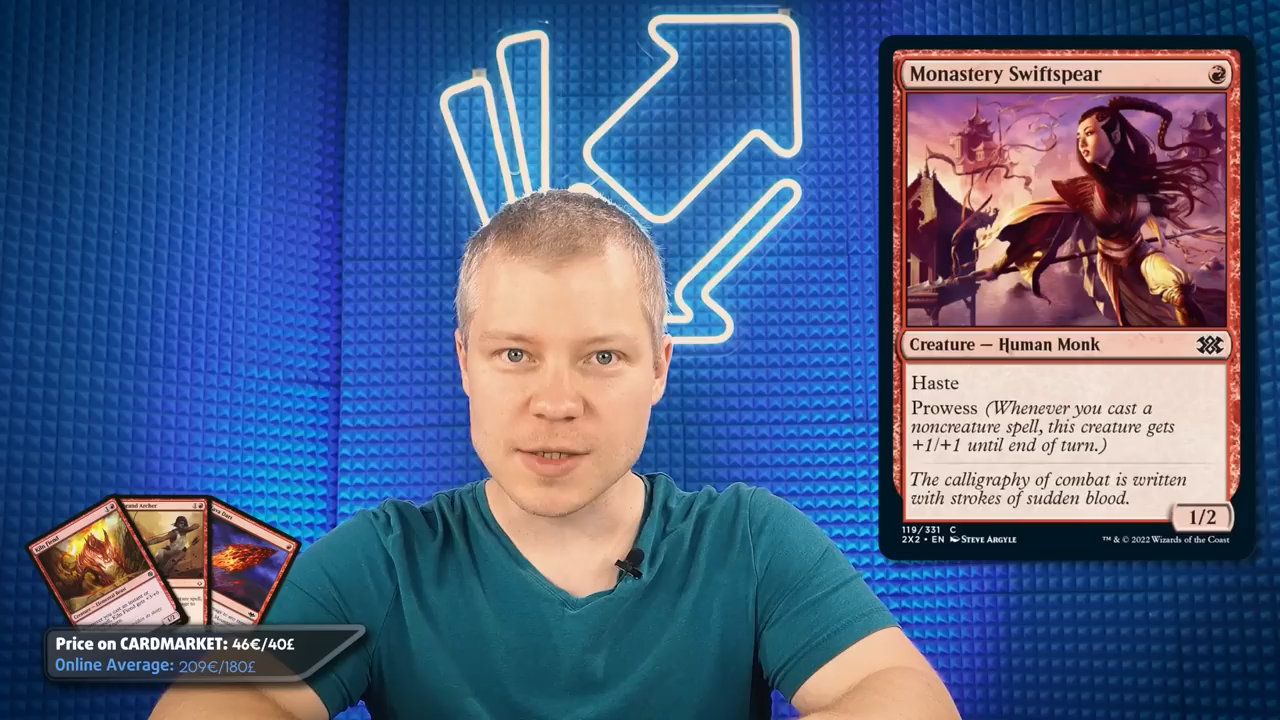 Monastery Swiftspear
Creature — Human Monk
Haste
Prowess (Whenever you cast a
noncreature spell, this creature gets
+1/+1 until end of turn.)
The calligraphy of combat is written
with strokes of sudden blood.
1/2
119/331 C
2X2 • EN STEVE ARGYLE
™ & © 2022 Wizards of the Coast
Kiln Fiend
Price on CARDMARKET: 46€/40£
Online Average: 209€/180£